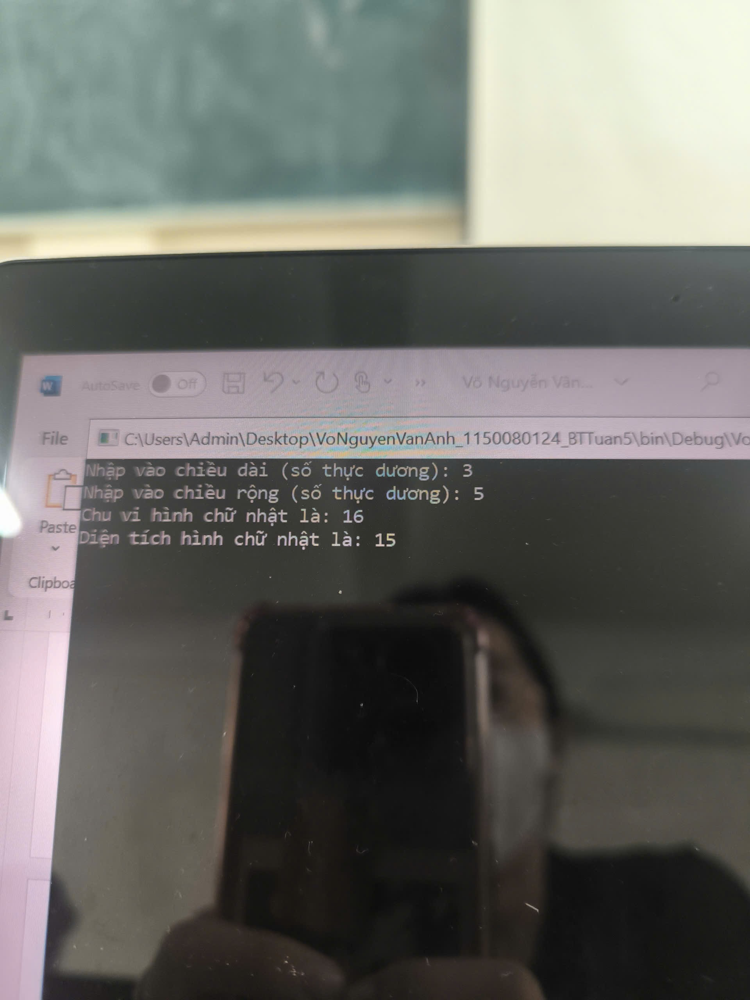 AutoSave Off Võ Nguyễn Vân...
File
C:\Users\Admin\Desktop\VoNguyenVanAnh_1150080124_BTTuan5\bin\Debug\Vo
Nhập vào chiều dài (số thực dương): 3
Nhập vào chiều rộng (số thực dương): 5
Chu vi hình chữ nhật là: 16
Diện tích hình chữ nhật là: 15
Paste
Clipboa